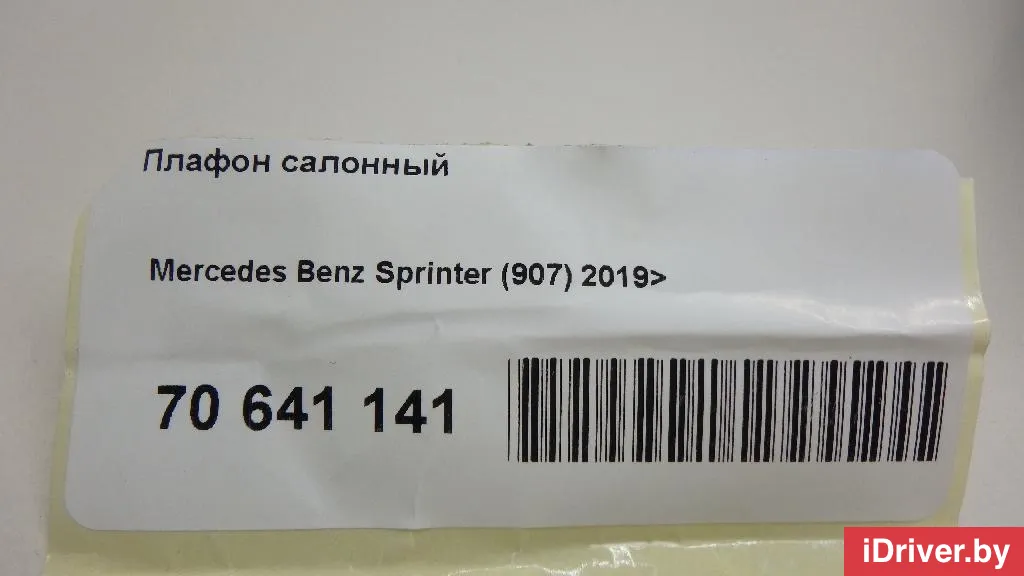 Плафон салонный
Mercedes Benz Sprinter (907) 2019>
70 641 141
iDriver.by